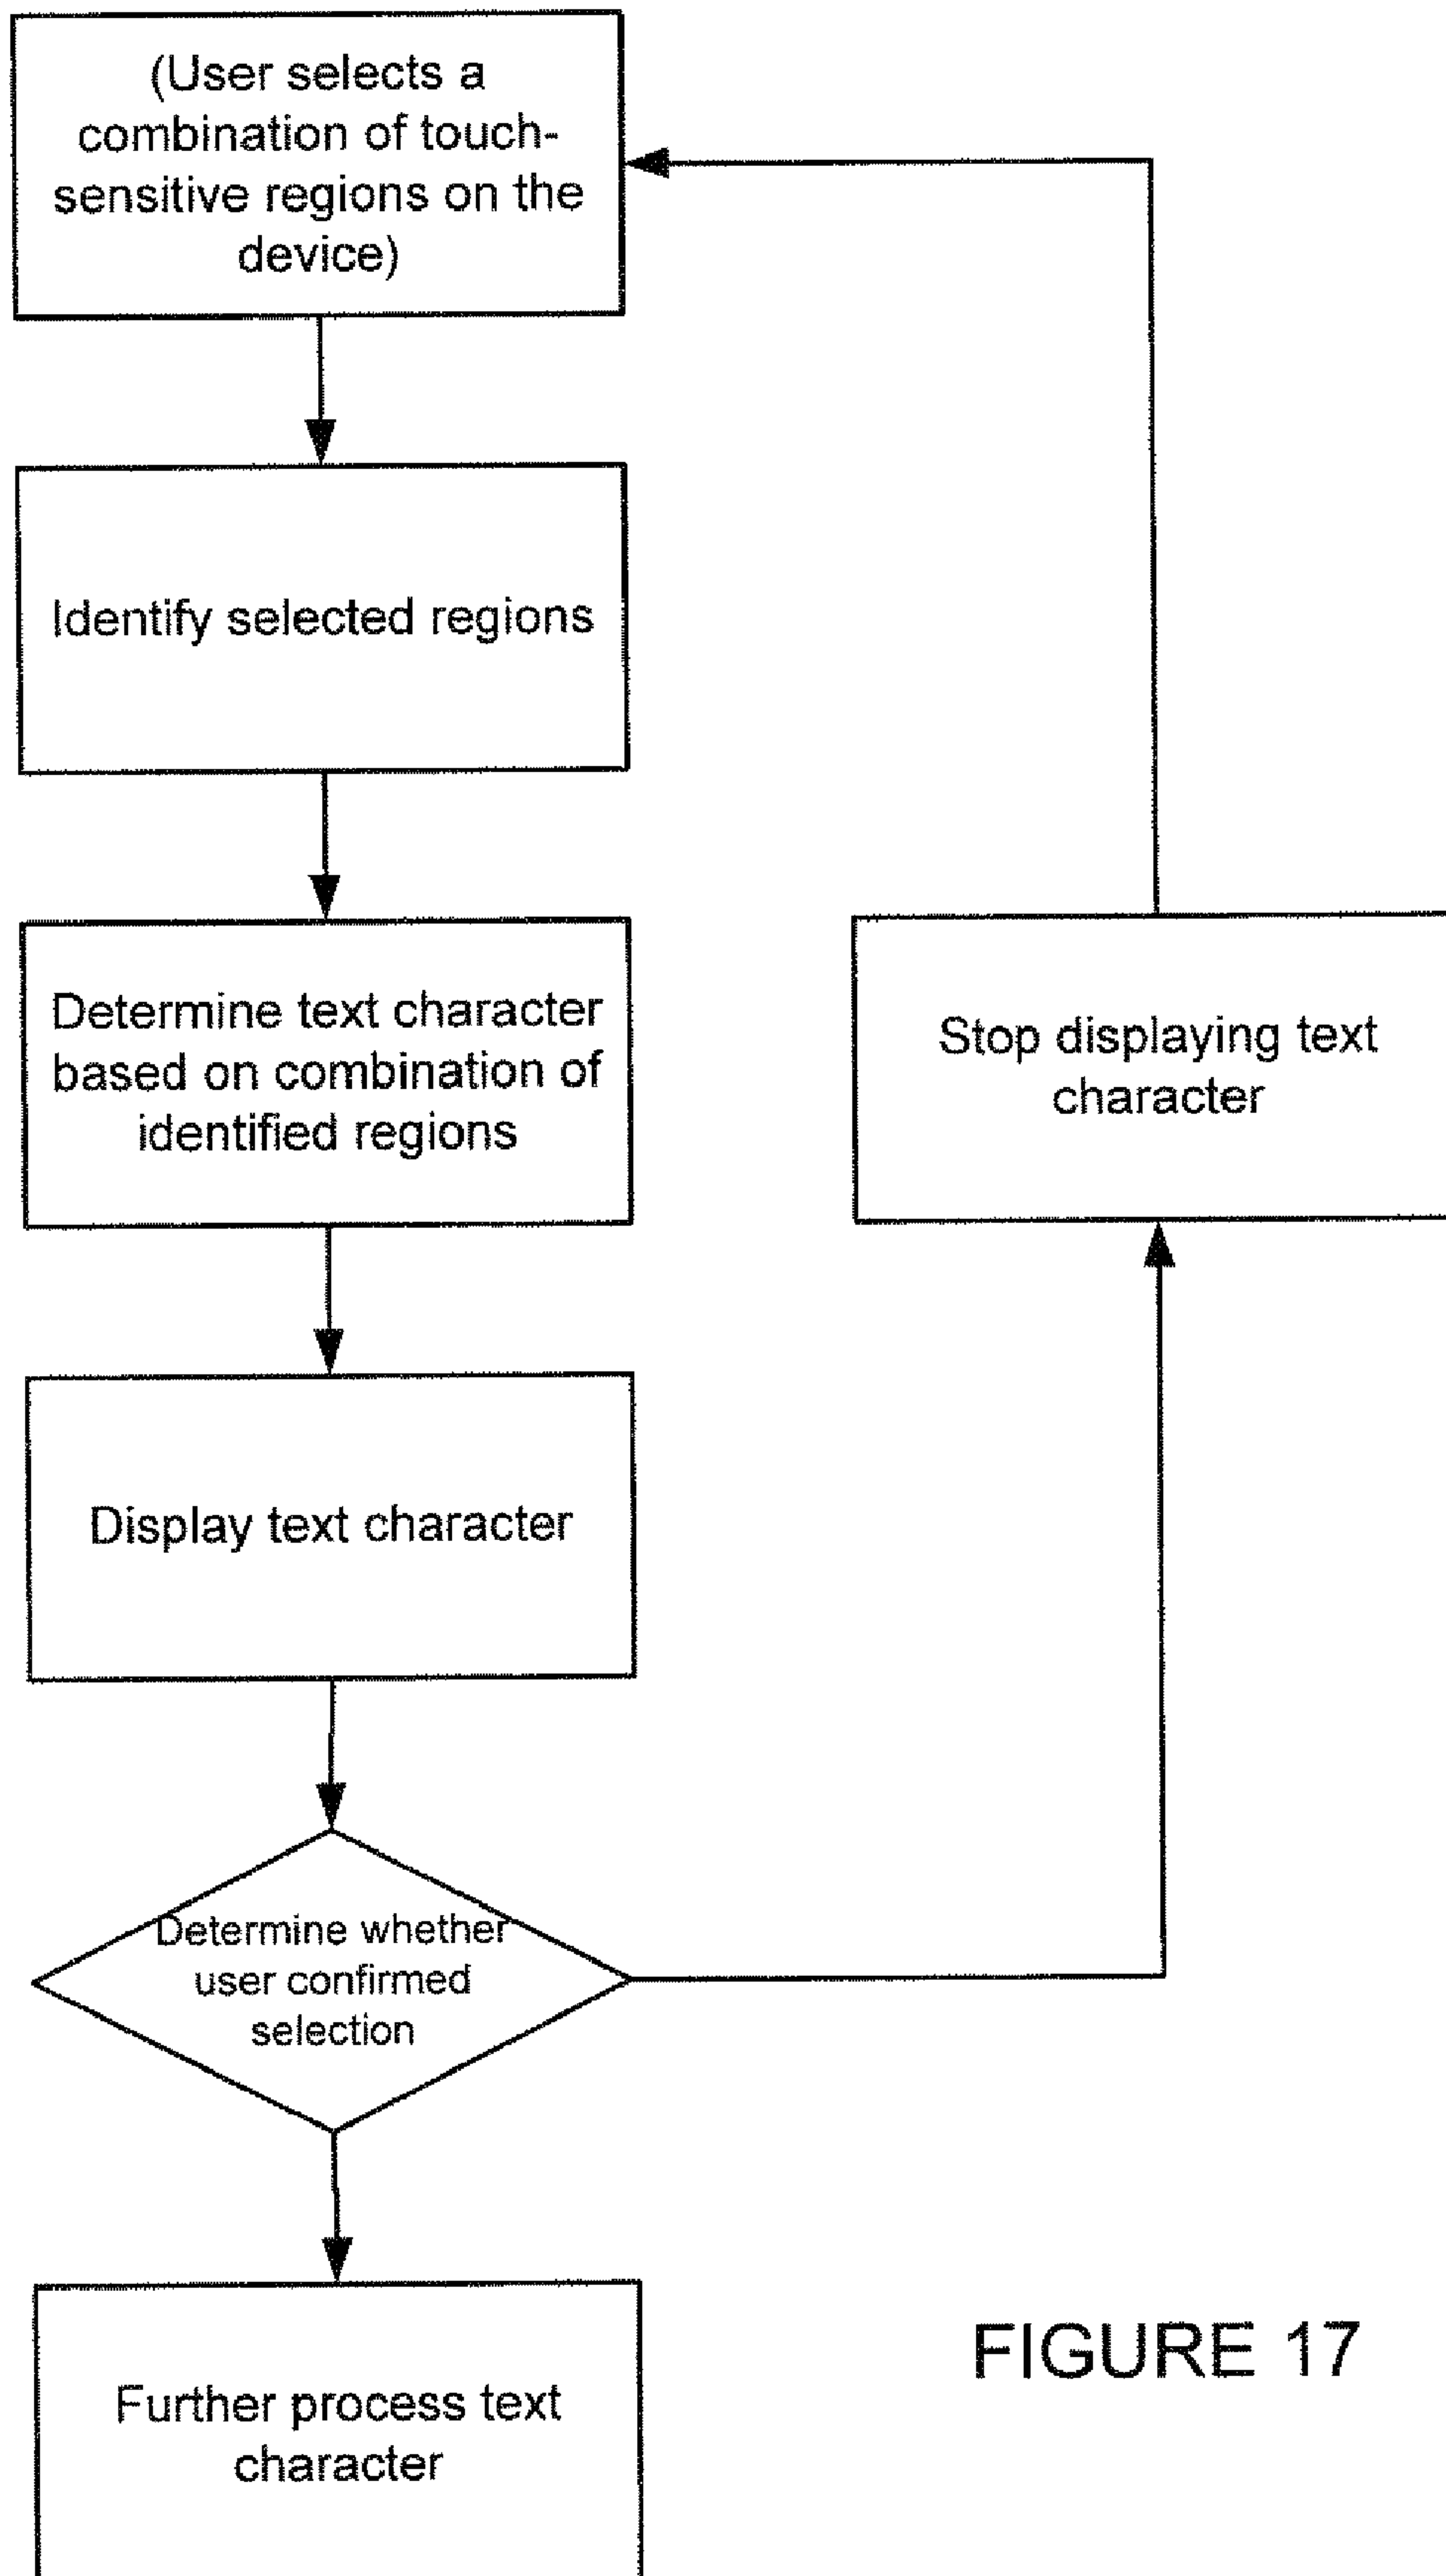 (User selects a
combination of touch-
sensitive regions on the
device)
Identify selected regions
Determine text character
based on combination of
identified regions
Stop displaying text
character
Display text character
Determine whether
user confirmed
selection
Further process text
character
FIGURE 17